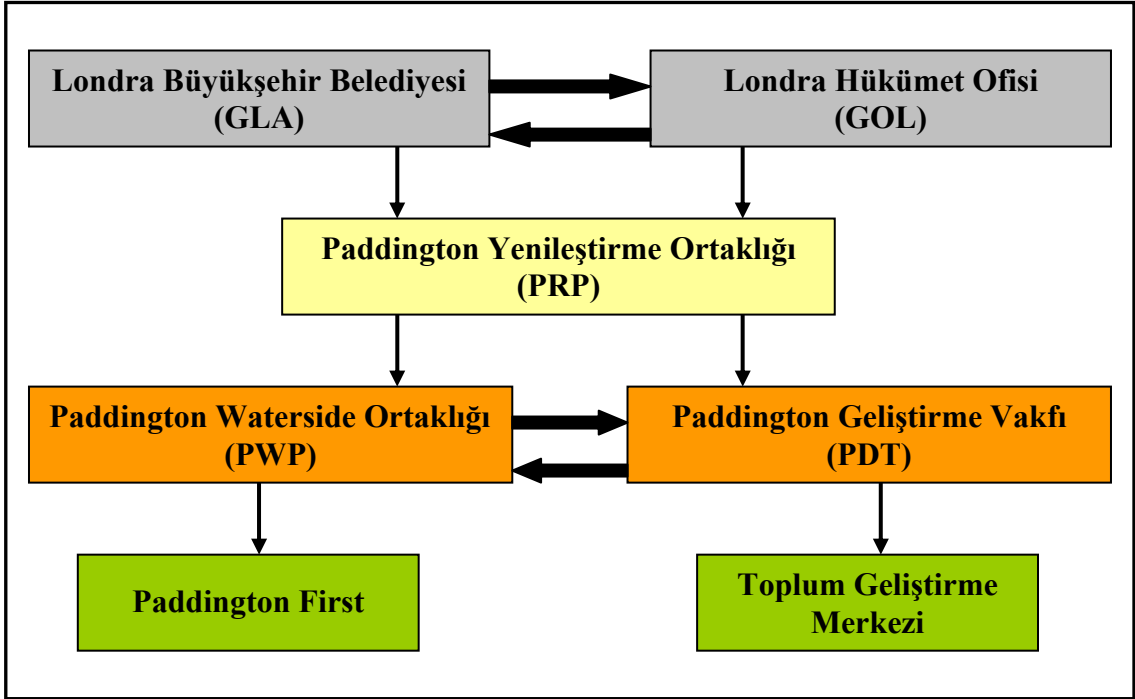 Londra Büyükşehir Belediyesi
(GLA)
Londra Hükümet Ofisi
(GOL)
Paddington Yenileştirme Ortaklığı
(PRP)
Paddington Waterside Ortaklığı
(PWP)
Paddington Geliştirme Vakfı
(PDT)
Paddington First
Toplum Geliştirme
Merkezi